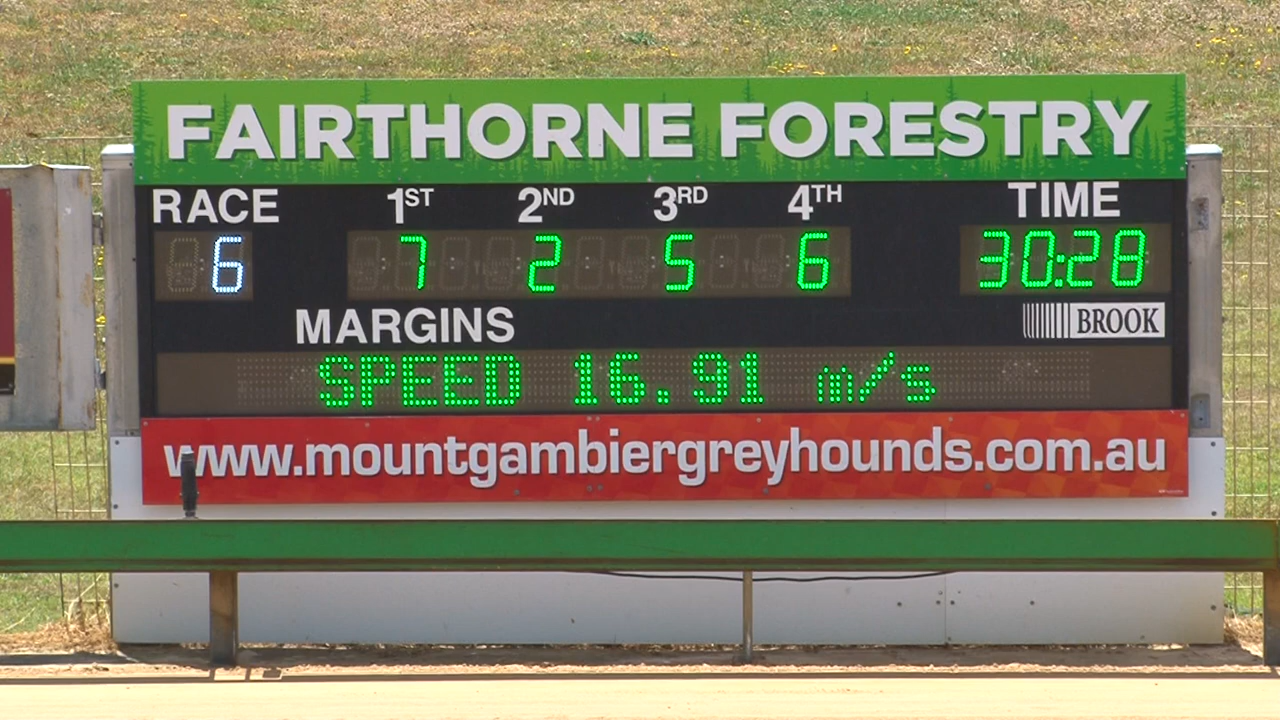 FAIRTHORNE FORESTRY
RACE 1ST 2ND 3RD 4TH TIME
6 7 2 5 6 30:28
MARGINS BROOK
SPEED 16.91 m/s
www.mountgambiergreyhounds.com.au